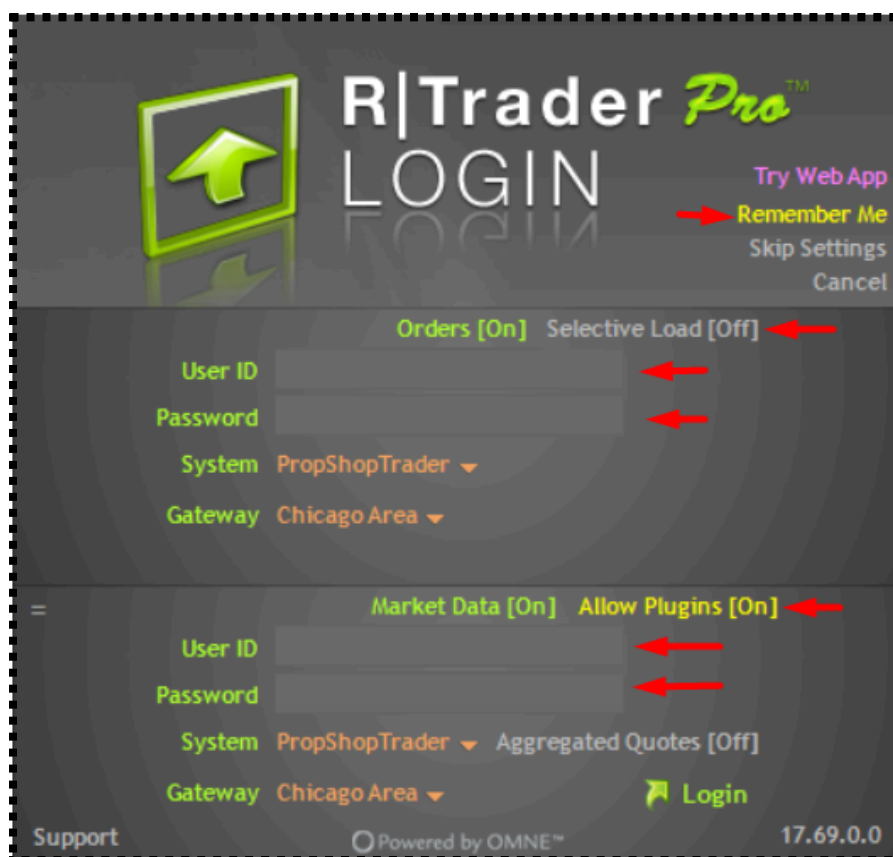 R|Trader Pro™
LOGIN
Try Web App
Remember Me
Skip Settings
Cancel
Orders [On] Selective Load [Off]
User ID
Password
System PropShopTrader
Gateway Chicago Area
= Market Data [On] Allow Plugins [On]
User ID
Password
System PropShopTrader Aggregated Quotes [Off]
Gateway Chicago Area Login
Support Powered by OMNE™ 17.69.0.0